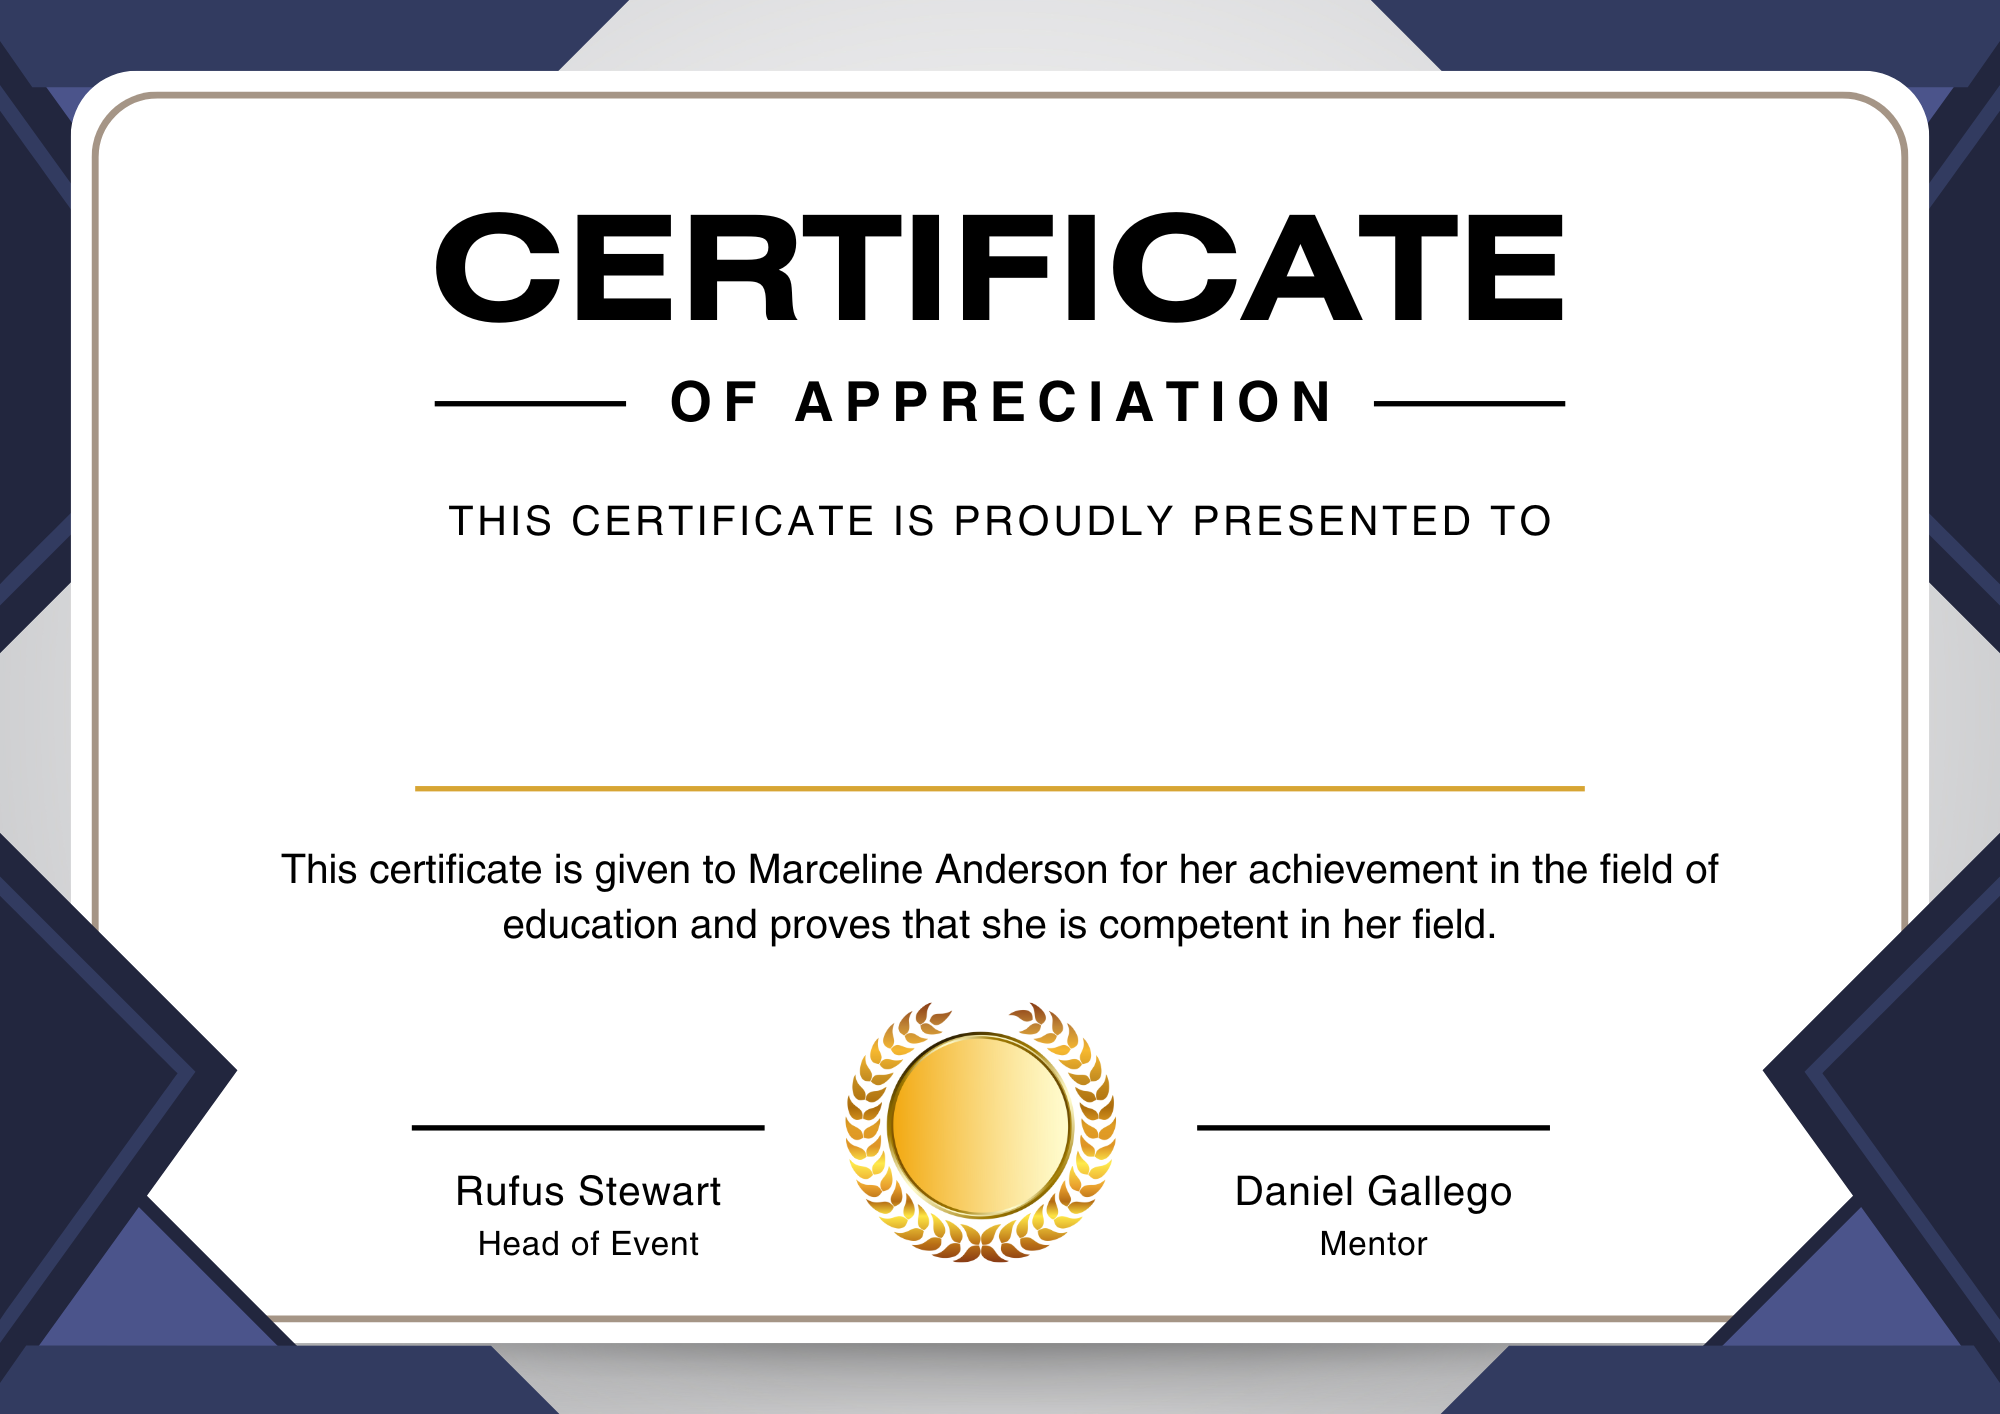 CERTIFICATE
OF APPRECIATION
THIS CERTIFICATE IS PROUDLY PRESENTED TO
This certificate is given to Marceline Anderson for her achievement in the field of
education and proves that she is competent in her field.
Rufus Stewart
Head of Event
Daniel Gallego
Mentor